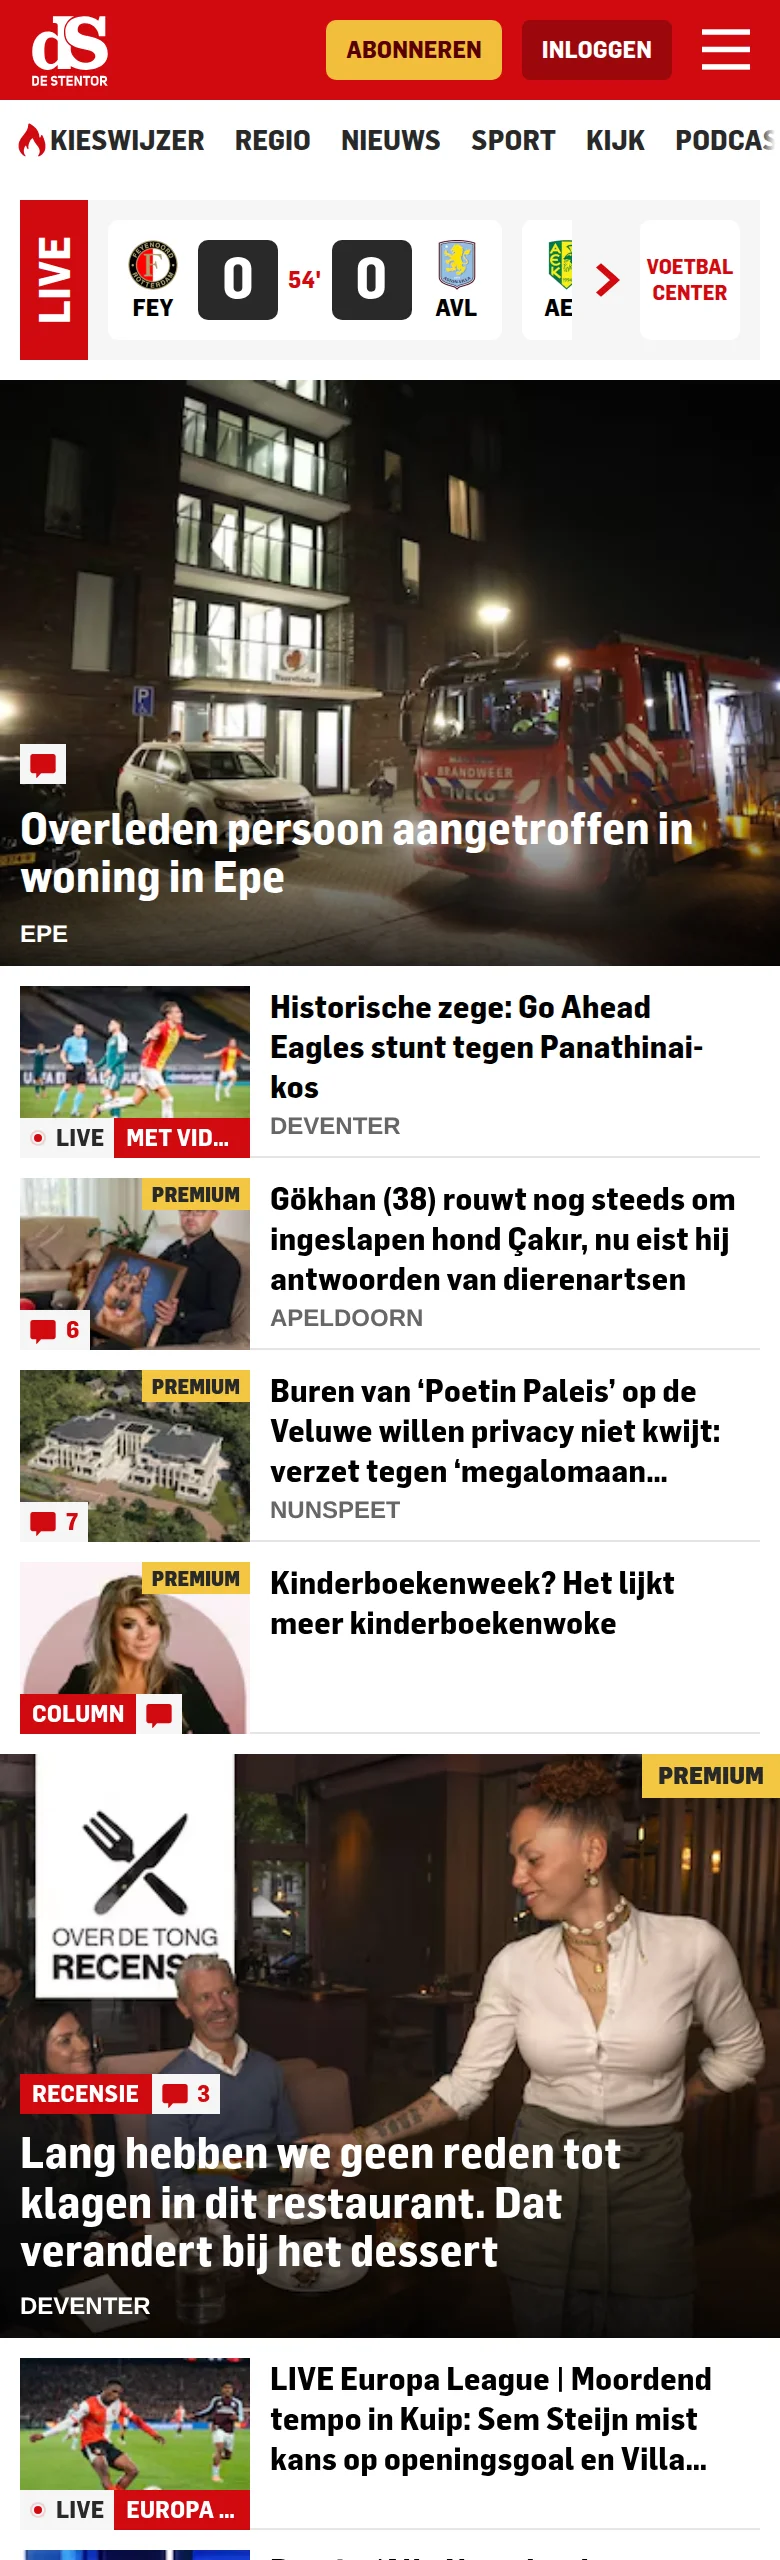 dS
DE STENTOR
ABONNEREN
INLOGGEN
KIESWIJZER REGIO NIEUWS SPORT KIJK PODCAS
LIVE
FEY
0
54'
0
AVL
AE
VOETBAL
CENTER
P
BRANDWEER
Overleden persoon aangetroffen in
woning in Epe
EPE
Historische zege: Go Ahead
Eagles stunt tegen Panathinai-
kos
DEVENTER
LIVE MET VID...
PREMIUM
Gökhan (38) rouwt nog steeds om
ingeslapen hond Çakır, nu eist hij
antwoorden van dierenartsen
APELDOORN
6
PREMIUM
Buren van ‘Poetin Paleis’ op de
Veluwe willen privacy niet kwijt:
verzet tegen ‘megalomaan...
NUNSPEET
7
PREMIUM
Kinderboekenweek? Het lijkt
meer kinderboekenwoke
COLUMN
PREMIUM
OVER DE TONG
RECENS
RECENSIE 3
Lang hebben we geen reden tot
klagen in dit restaurant. Dat
verandert bij het dessert
DEVENTER
LIVE Europa League | Moordend
tempo in Kuip: Sem Steijn mist
kans op openingsgoal en Villa...
LIVE EUROPA ...